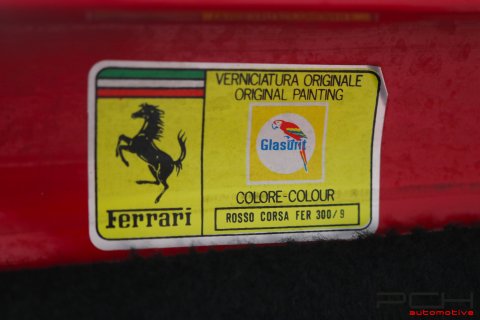 VERNICIATURA ORIGINALE
ORIGINAL PAINTING
Glasurit
COLORE-COLOUR
ROSSO CORSA FER 300/9
Ferrari
PCH
automotive